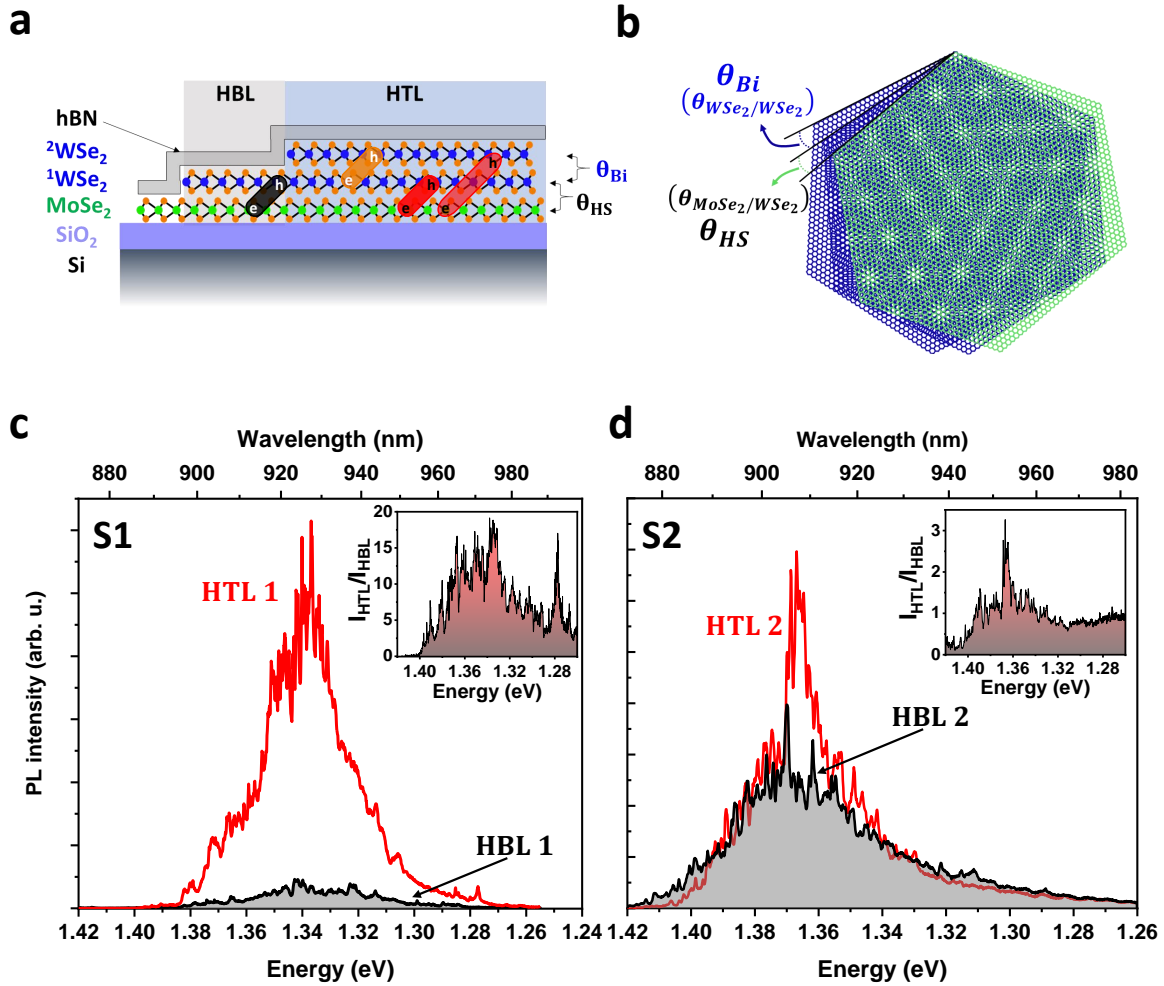 a
HBL
HTL
hBN
²WSe₂
¹WSe₂
MoSe₂
SiO₂
Si
h
e
h
e
h
e
h
e
θBi
θHS
b
θBi
(θWSe₂/WSe₂)
(θMoSe₂/WSe₂)
θHS
c
Wavelength (nm)
880 900 920 940 960 980
S1
HTL 1
HBL 1
PL intensity (arb. u.)
1.42 1.40 1.38 1.36 1.34 1.32 1.30 1.28 1.26 1.24
Energy (eV)
IHTL/IHBL
20
15
10
5
0
1.40 1.36 1.32 1.28
Energy (eV)
d
Wavelength (nm)
880 890 900 910 920 930 940 950 960 970 980
S2
HTL 2
HBL 2
1.42 1.40 1.38 1.36 1.34 1.32 1.30 1.28 1.26
Energy (eV)
IHTL/IHBL
3
2
1
0
1.40 1.36 1.32 1.28
Energy (eV)